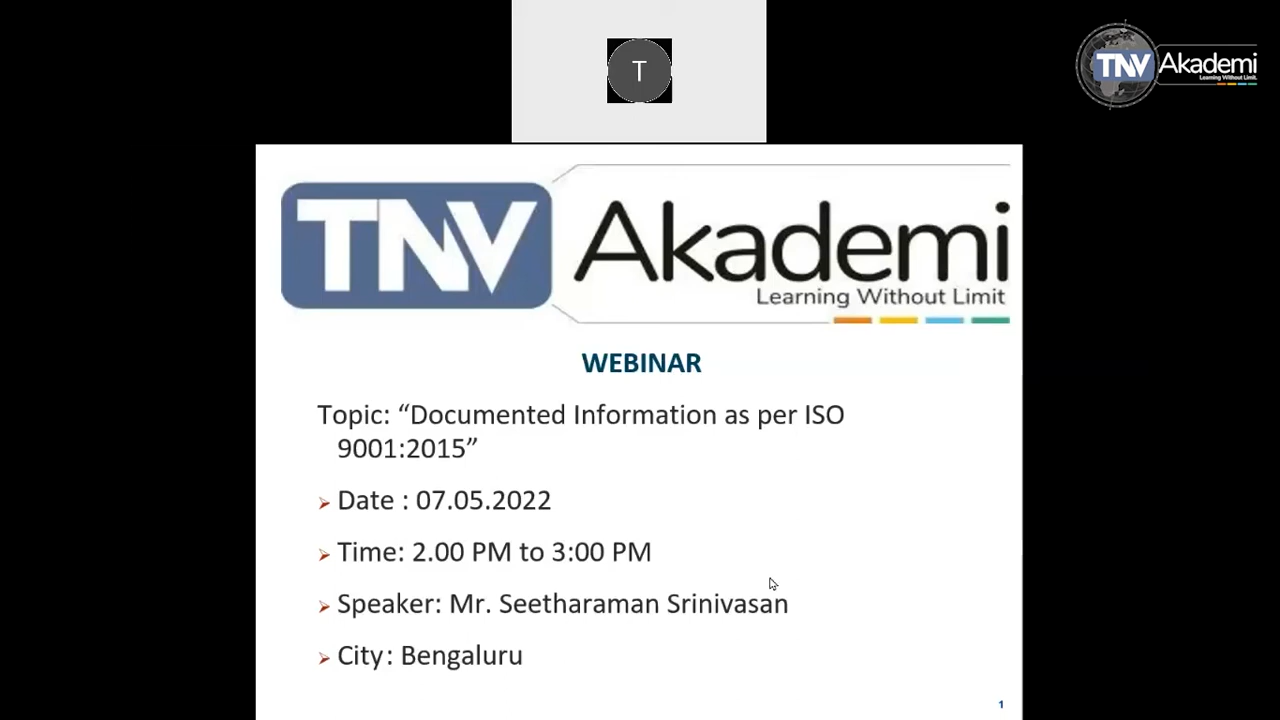 T
TNV Akademi
Learning Without Limit.
TNV Akademi
Learning Without Limit
WEBINAR
Topic: “Documented Information as per ISO
9001:2015”
➢ Date : 07.05.2022
➢ Time: 2.00 PM to 3:00 PM
➢ Speaker: Mr. Seetharaman Srinivasan
➢ City: Bengaluru
1